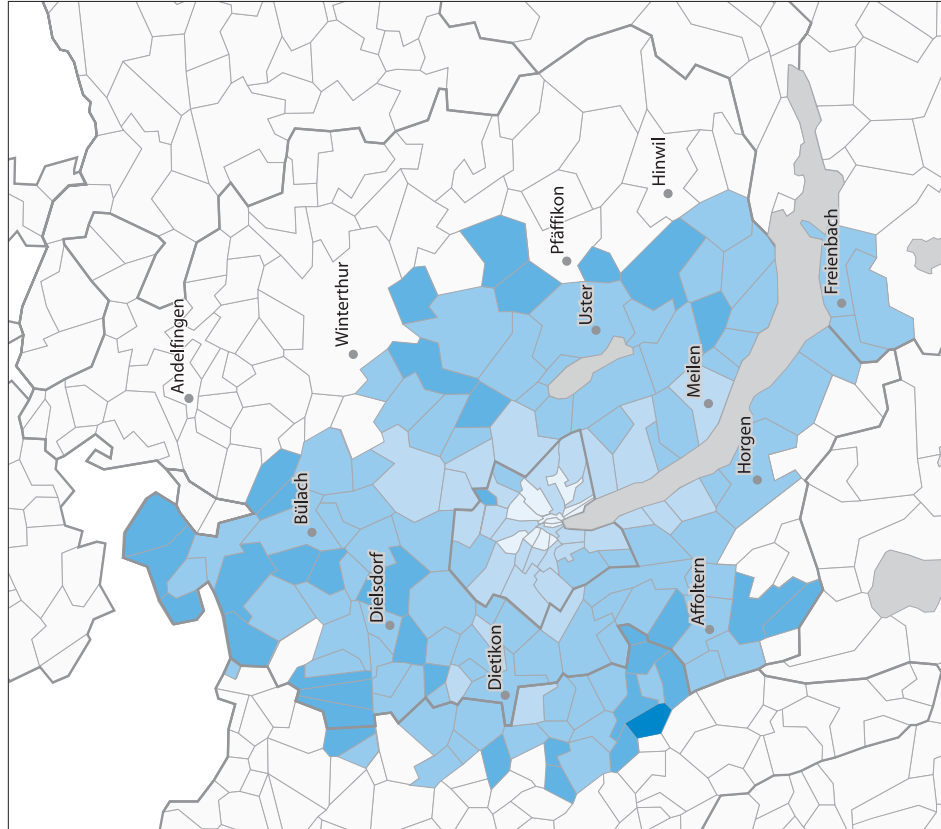 Andelfingen
Winterthur
Pfäffikon
Hinwil
Bülach
Uster
Freienbach
Meilen
Dielsdorf
Horgen
Dietikon
Affoltern